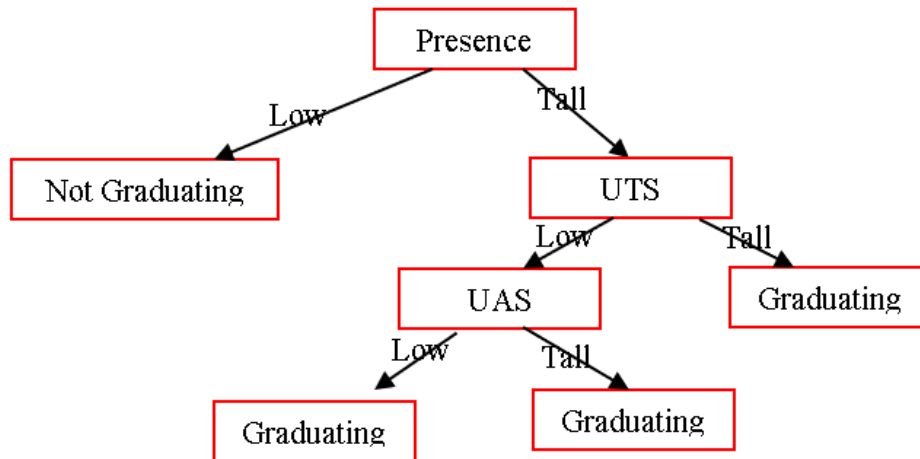 Presence
Low
Tall
Not Graduating
UTS
Low
Tall
UAS
Graduating
Low
Tall
Graduating
Graduating